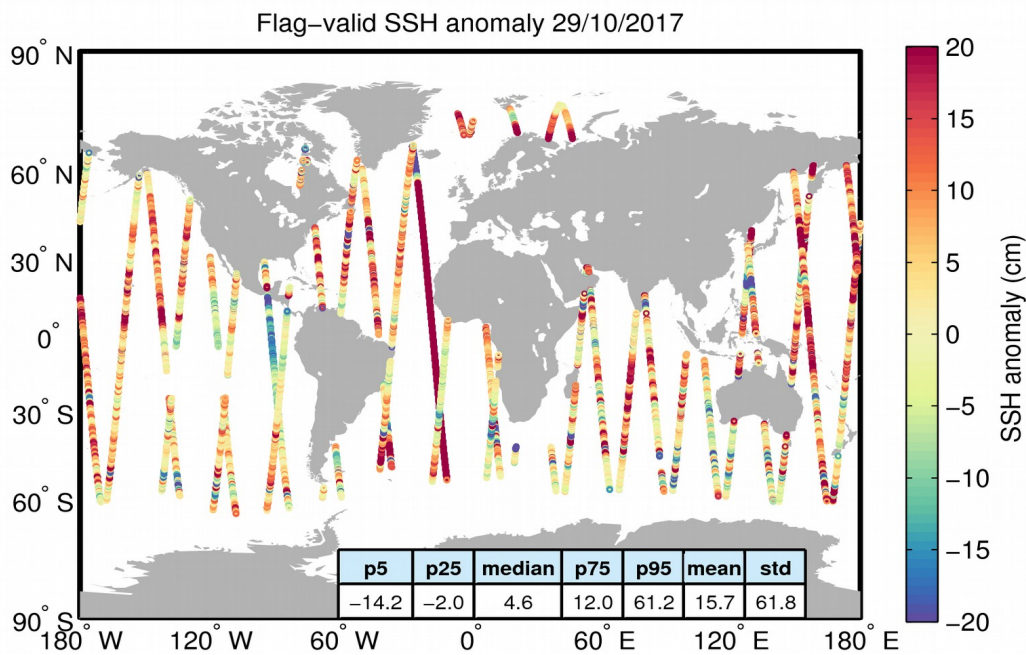 Flag−valid SSH anomaly 29/10/2017
90° N
60° N
30° N
0°
30° S
60° S
90° S
180° W 120° W 60° W 0° 60° E 120° E 180° E
p5 p25 median p75 p95 mean std
−14.2 −2.0 4.6 12.0 61.2 15.7 61.8
20
15
10
5
0
−5
−10
−15
−20
SSH anomaly (cm)